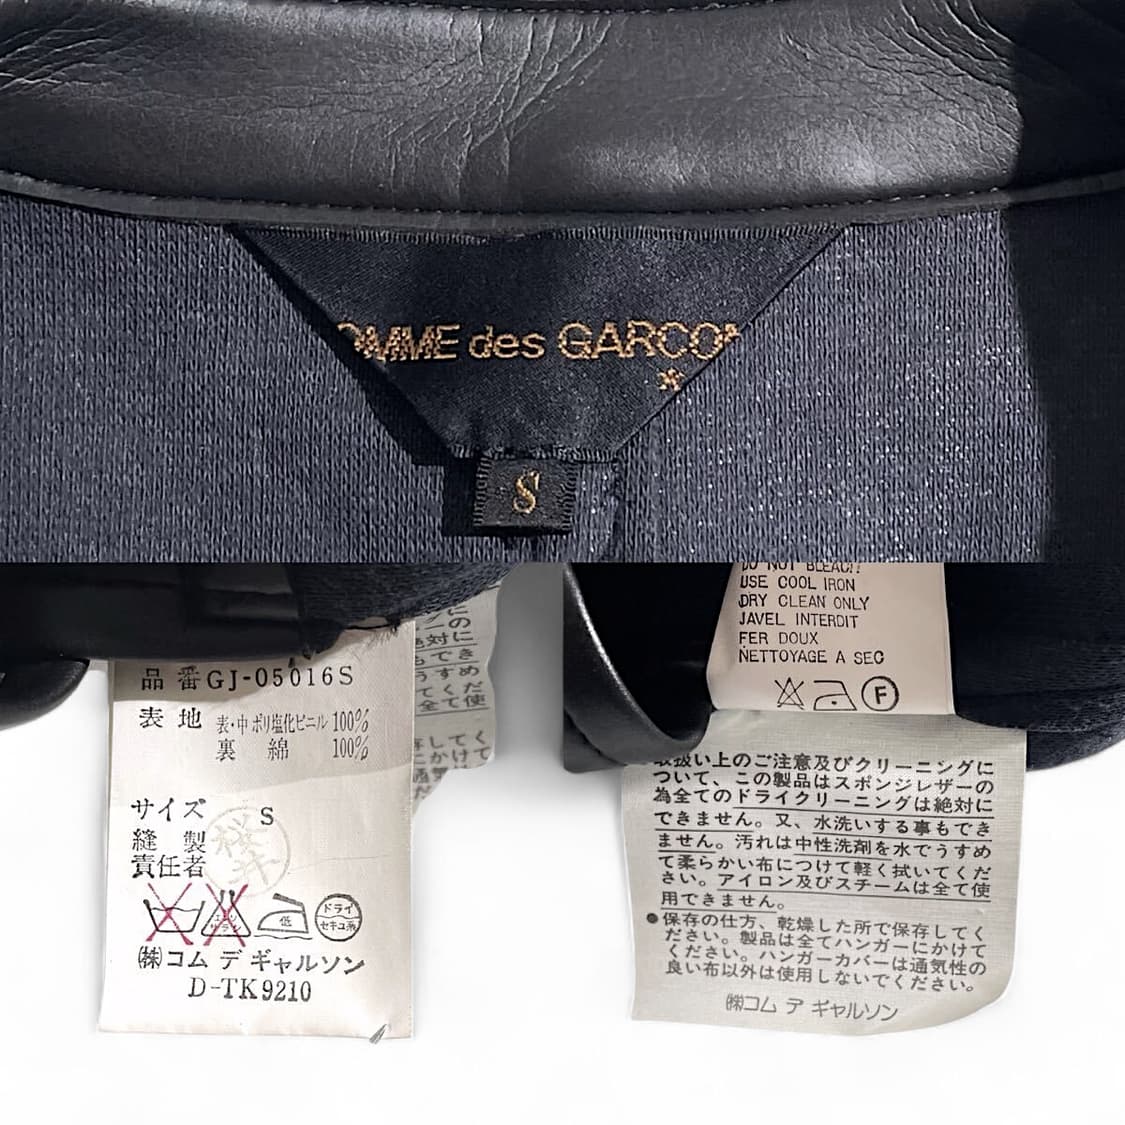 OMME des GARCON
*
S
品番 GJ-05016S
表地 表・中 ポリ塩化ビニル 100%
裏 綿 100%
サイズ S
縫製
責任者
桜井
エンソ
サラシ
低
ドライ
セキユ系
㈱コム デ ギャルソン
D-TK9210
DO NOT BLEACH
USE COOL IRON
DRY CLEAN ONLY
JAVEL INTERDIT
FER DOUX
NETTOYAGE A SEC
F
取扱い上のご注意及びクリーニングに
ついて、この製品はスポンジレザーの
為全てのドライクリーニングは絶対に
できません。又、水洗いする事もでき
ません。汚れは中性洗剤を水でうすめ
て柔らかい布につけて軽く拭いてくだ
さい。アイロン及びスチームは全て使
用できません。
●保存の仕方、乾燥した所で保存してく
ださい。製品は全てハンガーにかけて
ください。ハンガーカバーは通気性の
良い布以外は使用しないでください。
㈱コム デ ギャルソン